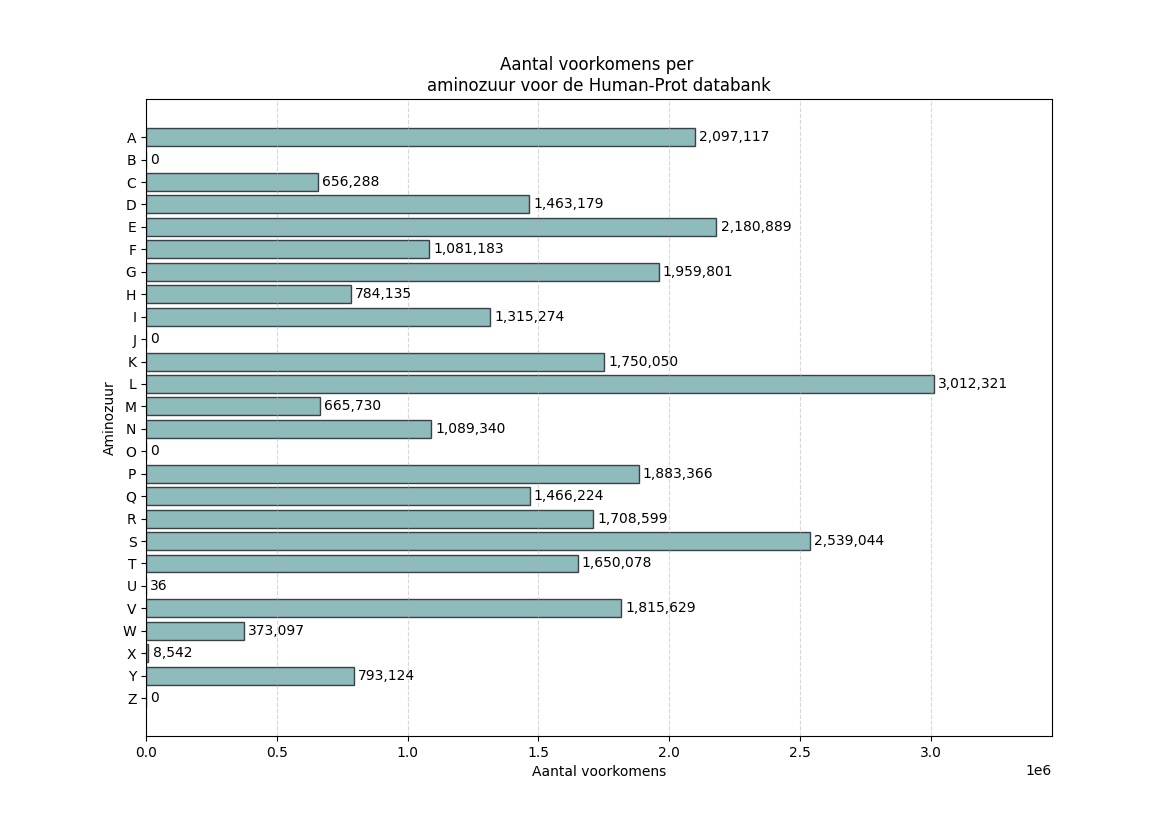 Aantal voorkomens per
aminozuur voor de Human-Prot databank
A 2,097,117
B 0
C 656,288
D 1,463,179
E 2,180,889
F 1,081,183
G 1,959,801
H 784,135
I 1,315,274
J 0
K 1,750,050
L 3,012,321
M 665,730
N 1,089,340
O 0
P 1,883,366
Q 1,466,224
R 1,708,599
S 2,539,044
T 1,650,078
U 36
V 1,815,629
W 373,097
X 8,542
Y 793,124
Z 0
Aminozuur
0.0 0.5 1.0 1.5 2.0 2.5 3.0
Aantal voorkomens
1e6